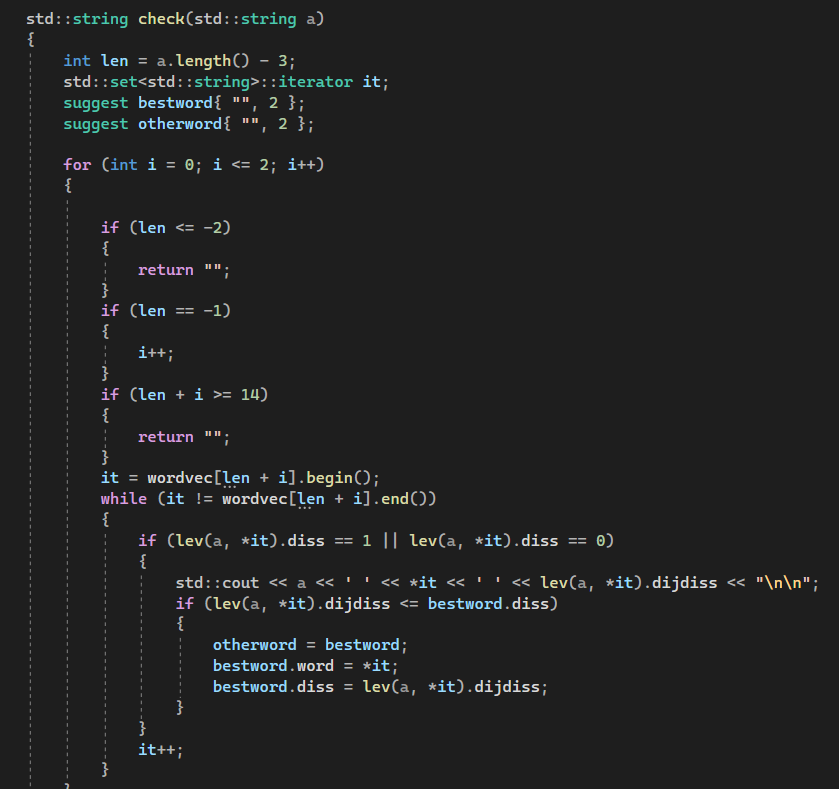 std::string check(std::string a)
{
    int len = a.length() - 3;
    std::set<std::string>::iterator it;
    suggest bestword{ "", 2 };
    suggest otherword{ "", 2 };

    for (int i = 0; i <= 2; i++)
    {

        if (len <= -2)
        {
            return "";
        }
        if (len == -1)
        {
            i++;
        }
        if (len + i >= 14)
        {
            return "";
        }
        it = wordvec[len + i].begin();
        while (it != wordvec[len + i].end())
        {
            if (lev(a, *it).diss == 1 || lev(a, *it).diss == 0)
            {
                std::cout << a << ' ' << *it << ' ' << lev(a, *it).dijdiss << "\n\n";
                if (lev(a, *it).dijdiss <= bestword.diss)
                {
                    otherword = bestword;
                    bestword.word = *it;
                    bestword.diss = lev(a, *it).dijdiss;
                }
            }
            it++;
        }
    }